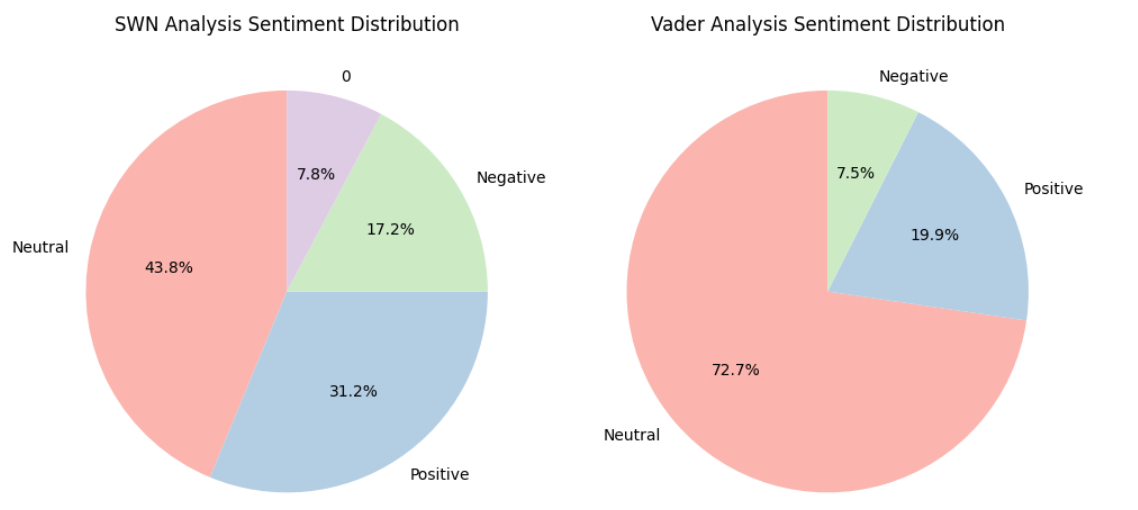 SWN Analysis Sentiment Distribution
0
7.8%
Negative
17.2%
Neutral
43.8%
31.2%
Positive
Vader Analysis Sentiment Distribution
Negative
7.5%
Positive
19.9%
72.7%
Neutral